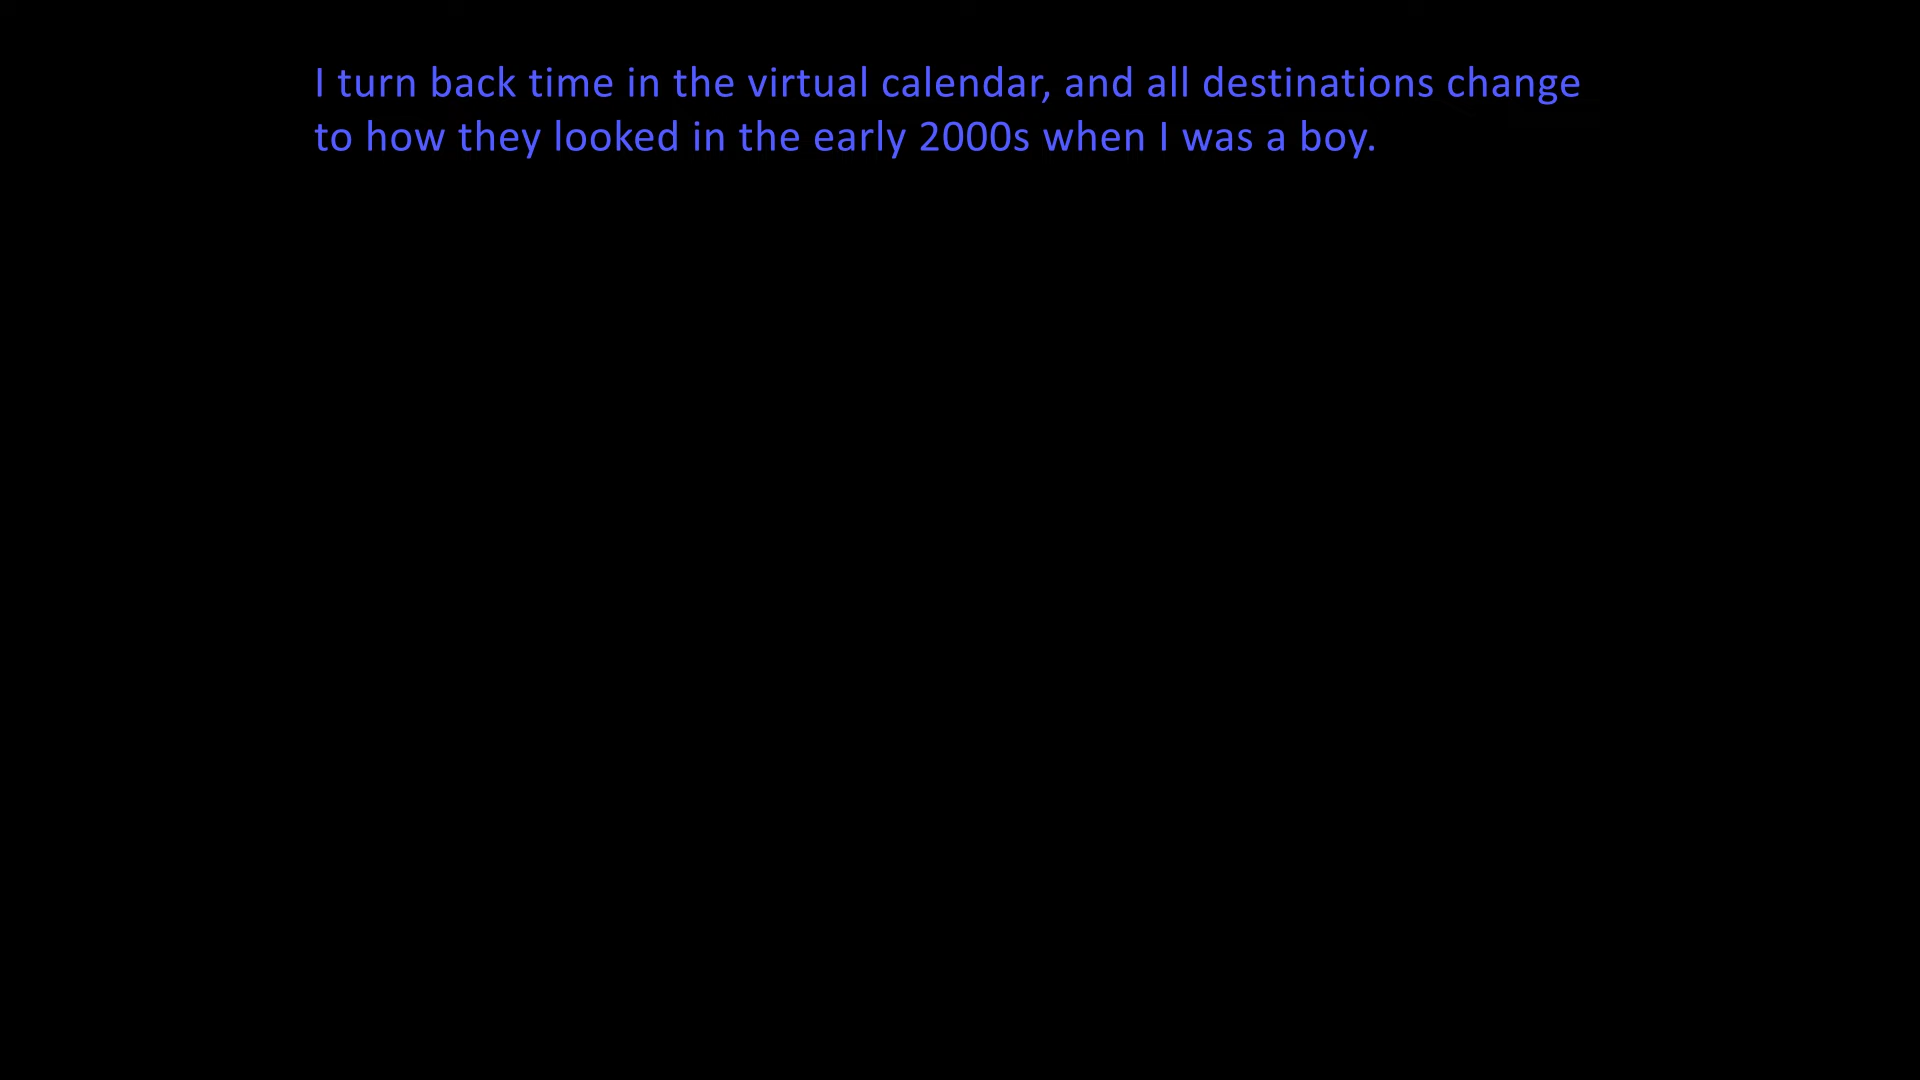 I turn back time in the virtual calendar, and all destinations change
to how they looked in the early 2000s when I was a boy.